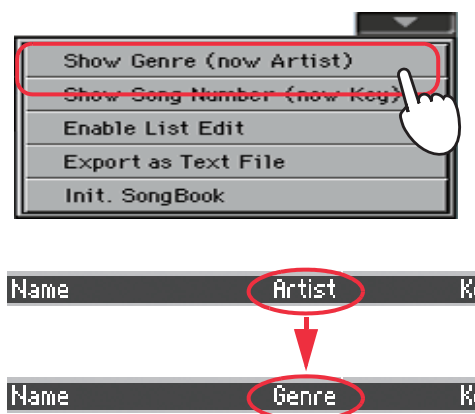 Show Genre (now Artist)
Show Song Number (now Key)
Enable List Edit
Export as Text File
Init. SongBook
Name Artist
Name Genre